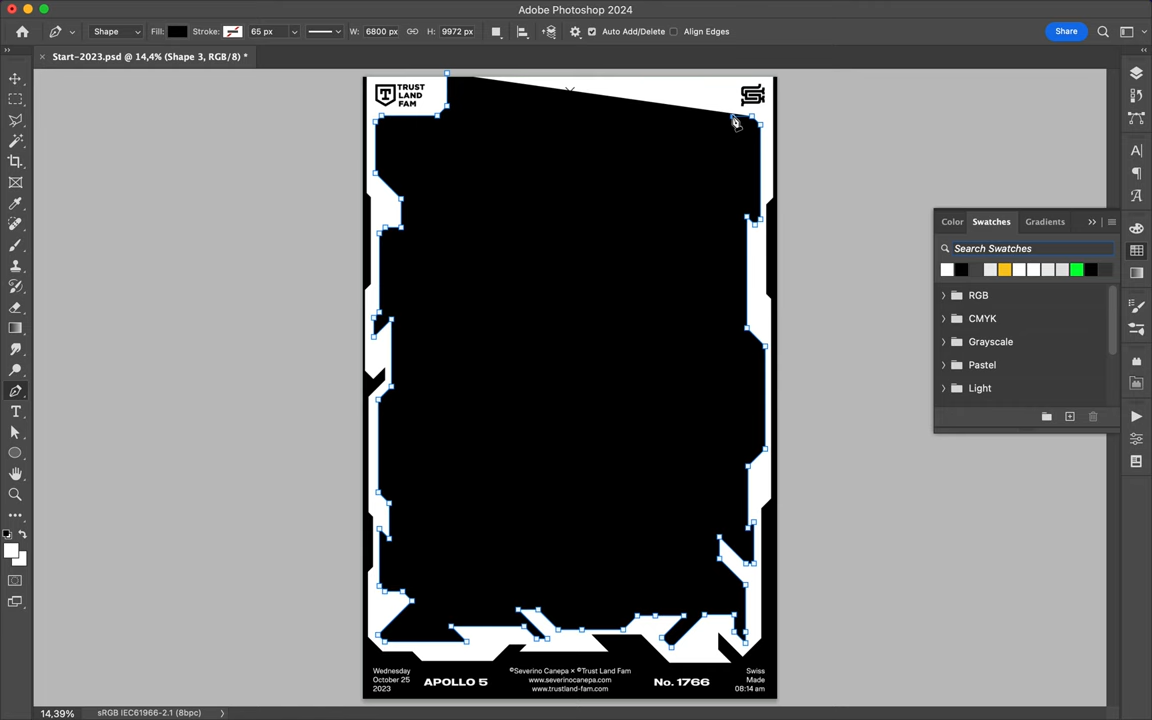 Adobe Photoshop 2024
Shape
Fill:
Stroke:
65 px
W: 6800 px
H: 9972 px
Auto Add/Delete
Align Edges
Share
Start-2023.psd @ 14,4% (Shape 3, RGB/8) *
TRUST
LAND
FAM
Color
Swatches
Gradients
Search Swatches
RGB
CMYK
Grayscale
Pastel
Light
Wednesday
October 25
2023
APOLLO 5
©Severino Canepa × ©Trust Land Fam
www.severinocanepa.com
www.trustland-fam.com
No. 1766
Swiss
Made
08:14 am
14,39%
sRGB IEC61966-2.1 (8bpc)